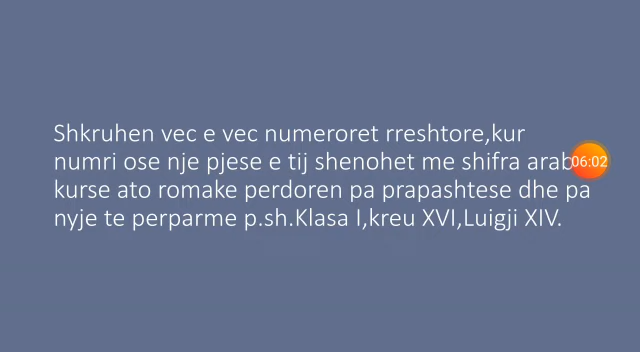 Shkruhen vec e vec numeroret rreshtore,kur
numri ose nje pjese e tij shenohet me shifra arab
06:02
kurse ato romake perdoren pa prapashtese dhe pa
nyje te perparme p.sh.Klasa I,kreu XVI,Luigji XIV.